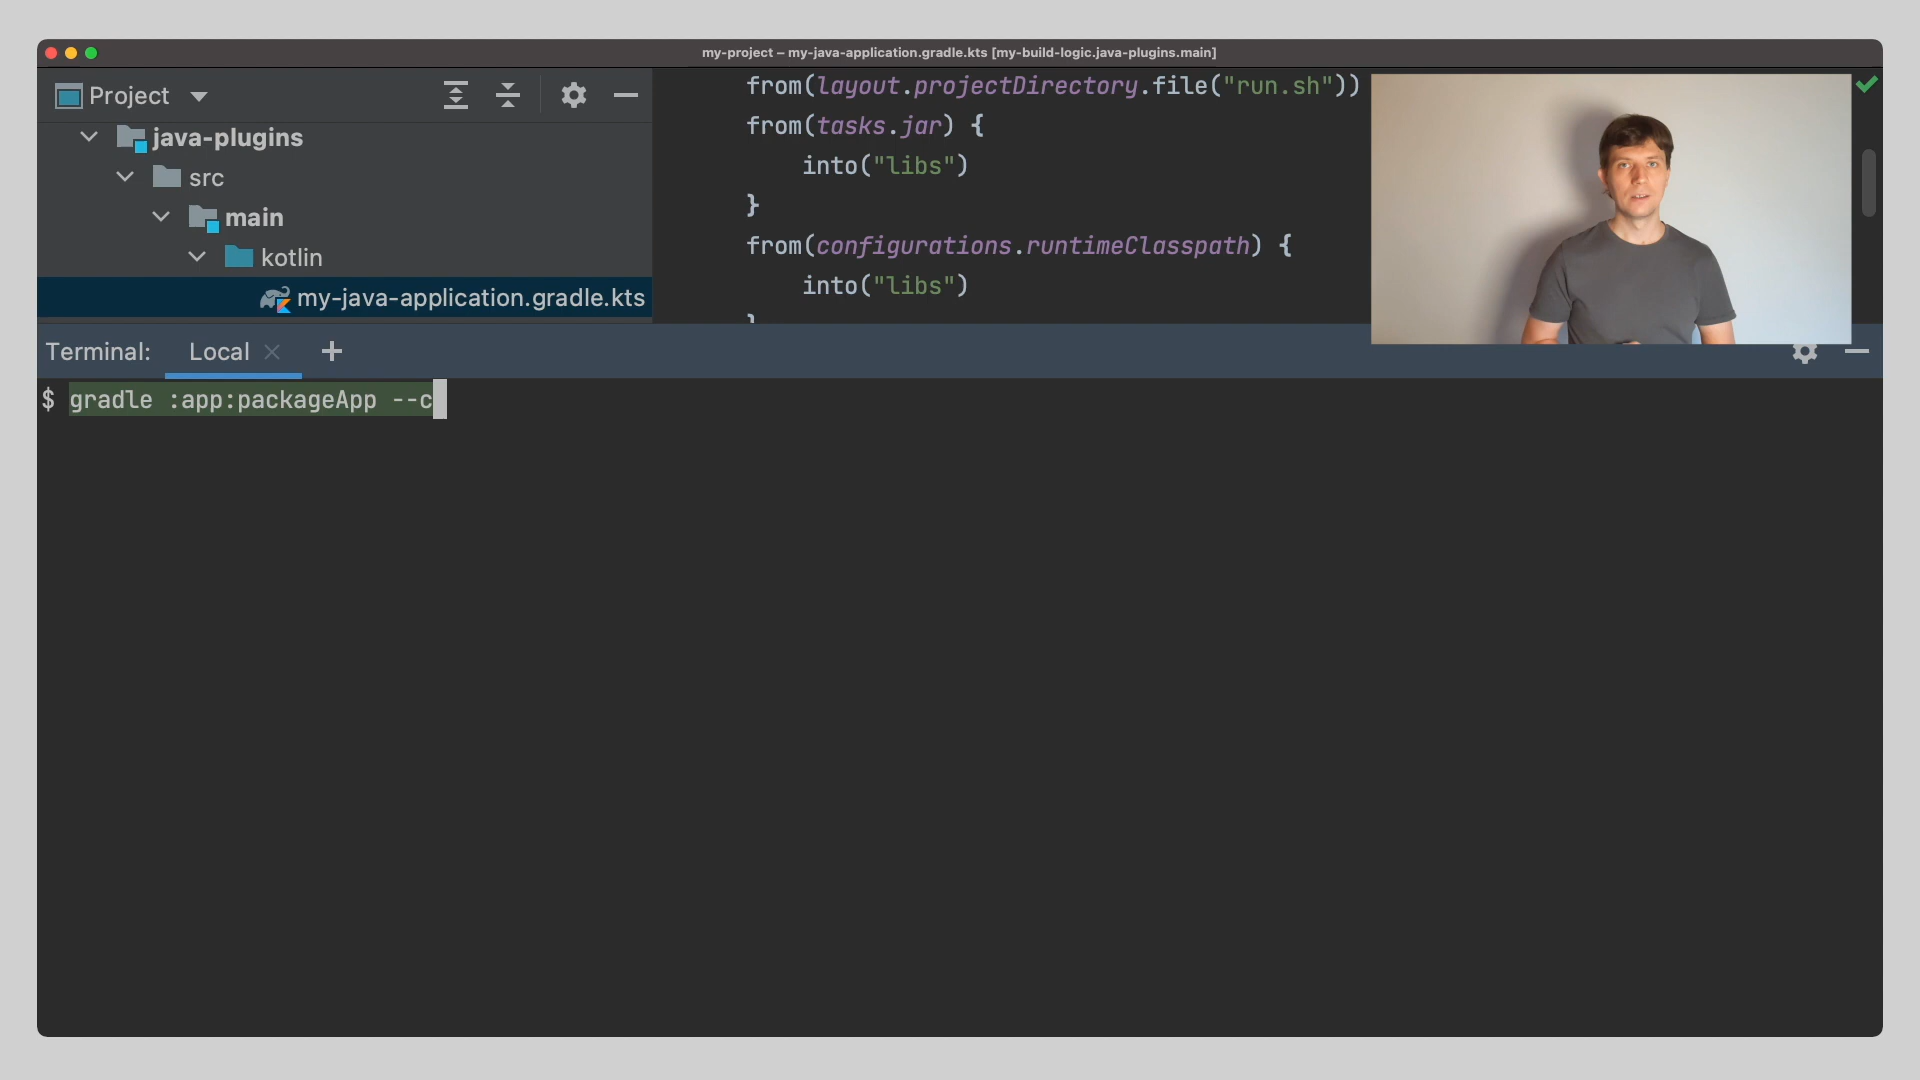 my-project – my-java-application.gradle.kts [my-build-logic.java-plugins.main]
Project
java-plugins
src
main
kotlin
my-java-application.gradle.kts
from(layout.projectDirectory.file("run.sh"))
from(tasks.jar) {
into("libs")
}
from(configurations.runtimeClasspath) {
into("libs")
}
Terminal:
Local
$ gradle :app:packageApp --c